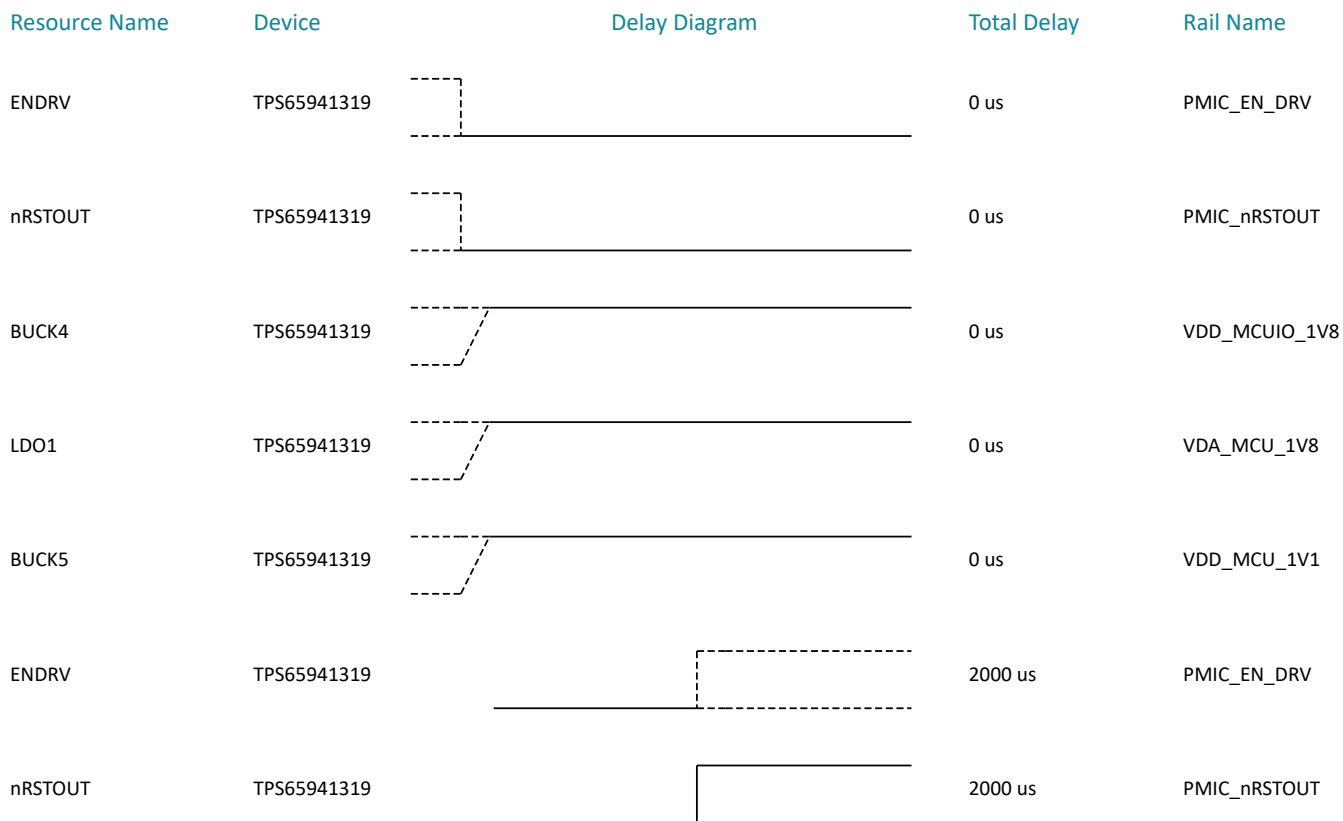 Resource Name Device Delay Diagram Total Delay Rail Name
ENDRV TPS65941319 0 us PMIC_EN_DRV
nRSTOUT TPS65941319 0 us PMIC_nRSTOUT
BUCK4 TPS65941319 0 us VDD_MCUIO_1V8
LDO1 TPS65941319 0 us VDA_MCU_1V8
BUCK5 TPS65941319 0 us VDD_MCU_1V1
ENDRV TPS65941319 2000 us PMIC_EN_DRV
nRSTOUT TPS65941319 2000 us PMIC_nRSTOUT